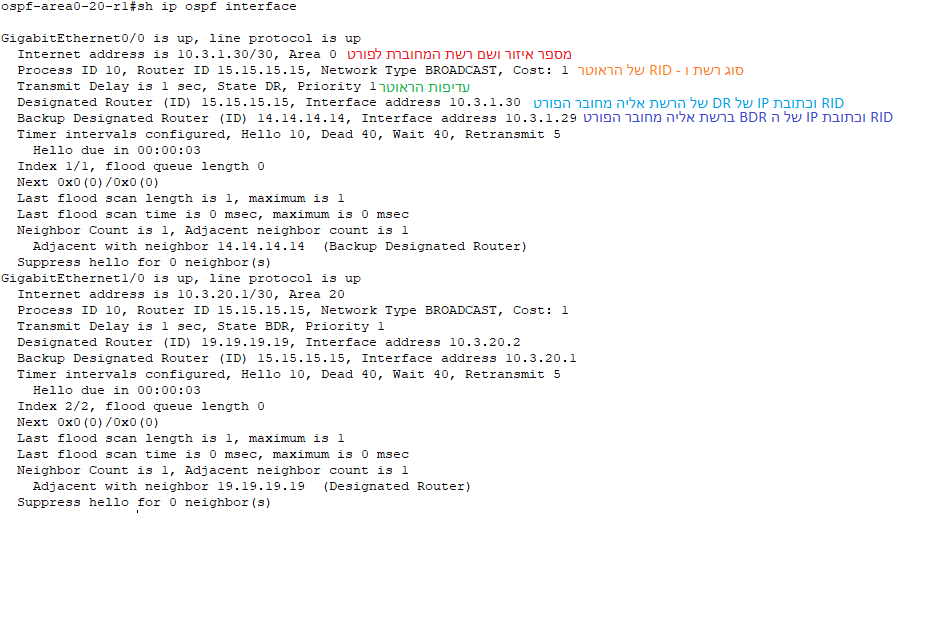 ospf-area0-20-r1#sh ip ospf interface
GigabitEthernet0/0 is up, line protocol is up
Internet address is 10.3.1.30/30, Area 0 מספר איזור ושם רשת המחוברת לפורט
Process ID 10, Router ID 15.15.15.15, Network Type BROADCAST, Cost: 1 סוג רשת ו - RID של הראוטר
Transmit Delay is 1 sec, State DR, Priority 1 עדיפות הראוטר
Designated Router (ID) 15.15.15.15, Interface address 10.3.1.30 RID וכתובת IP של DR של הרשת אליה מחובר הפורט
Backup Designated Router (ID) 14.14.14.14, Interface address 10.3.1.29 RID וכתובת IP של ה BDR ברשת אליה מחובר הפורט
Timer intervals configured, Hello 10, Dead 40, Wait 40, Retransmit 5
Hello due in 00:00:03
Index 1/1, flood queue length 0
Next 0x0(0)/0x0(0)
Last flood scan length is 1, maximum is 1
Last flood scan time is 0 msec, maximum is 0 msec
Neighbor Count is 1, Adjacent neighbor count is 1
Adjacent with neighbor 14.14.14.14 (Backup Designated Router)
Suppress hello for 0 neighbor(s)
GigabitEthernet1/0 is up, line protocol is up
Internet address is 10.3.20.1/30, Area 20
Process ID 10, Router ID 15.15.15.15, Network Type BROADCAST, Cost: 1
Transmit Delay is 1 sec, State BDR, Priority 1
Designated Router (ID) 19.19.19.19, Interface address 10.3.20.2
Backup Designated Router (ID) 15.15.15.15, Interface address 10.3.20.1
Timer intervals configured, Hello 10, Dead 40, Wait 40, Retransmit 5
Hello due in 00:00:03
Index 2/2, flood queue length 0
Next 0x0(0)/0x0(0)
Last flood scan length is 1, maximum is 1
Last flood scan time is 0 msec, maximum is 0 msec
Neighbor Count is 1, Adjacent neighbor count is 1
Adjacent with neighbor 19.19.19.19 (Designated Router)
Suppress hello for 0 neighbor(s)